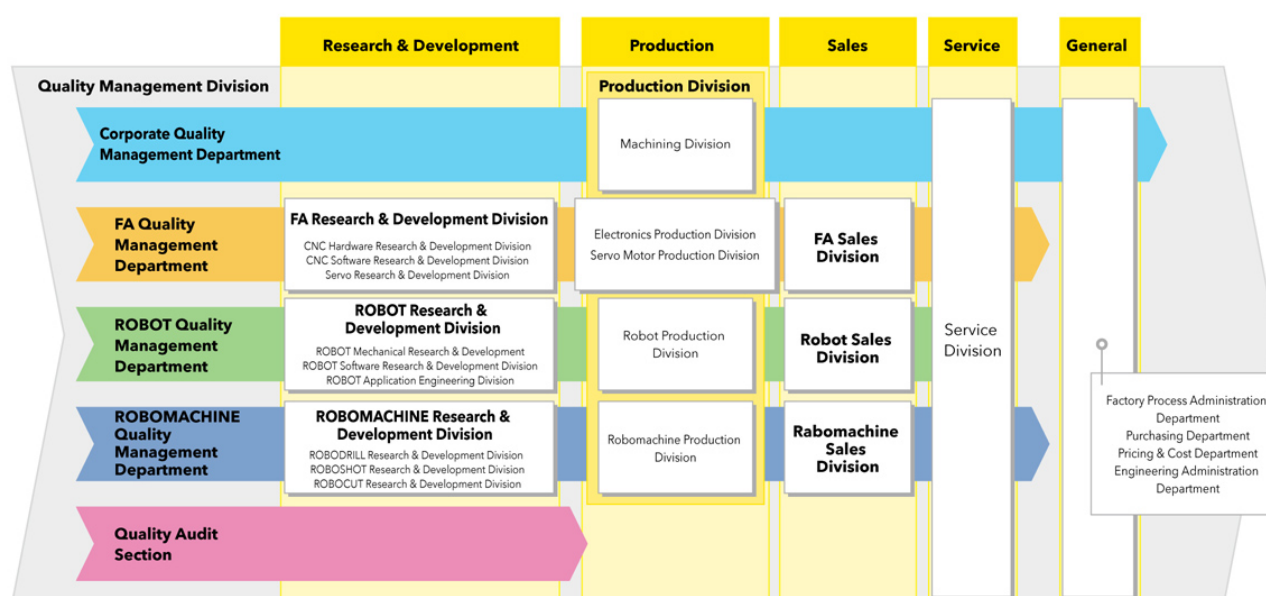 Research & Development
Production
Sales
Service
General
Quality Management Division
Production Division
Corporate Quality
Management Department
Machining Division
FA Quality
Management
Department
FA Research & Development Division
CNC Hardware Research & Development Division
CNC Software Research & Development Division
Servo Research & Development Division
Electronics Production Division
Servo Motor Production Division
FA Sales
Division
ROBOT Quality
Management
Department
ROBOT Research &
Development Division
ROBOT Mechanical Research & Development
ROBOT Software Research & Development Division
ROBOT Application Engineering Division
Robot Production
Division
Robot Sales
Division
Service
Division
ROBOMACHINE
Quality
Management
Department
ROBOMACHINE Research &
Development Division
ROBODRILL Research & Development Division
ROBOSHOT Research & Development Division
ROBOCUT Research & Development Division
Robomachine Production
Division
Rabomachine
Sales
Division
Factory Process Administration
Department
Purchasing Department
Pricing & Cost Department
Engineering Administration
Department
Quality Audit
Section